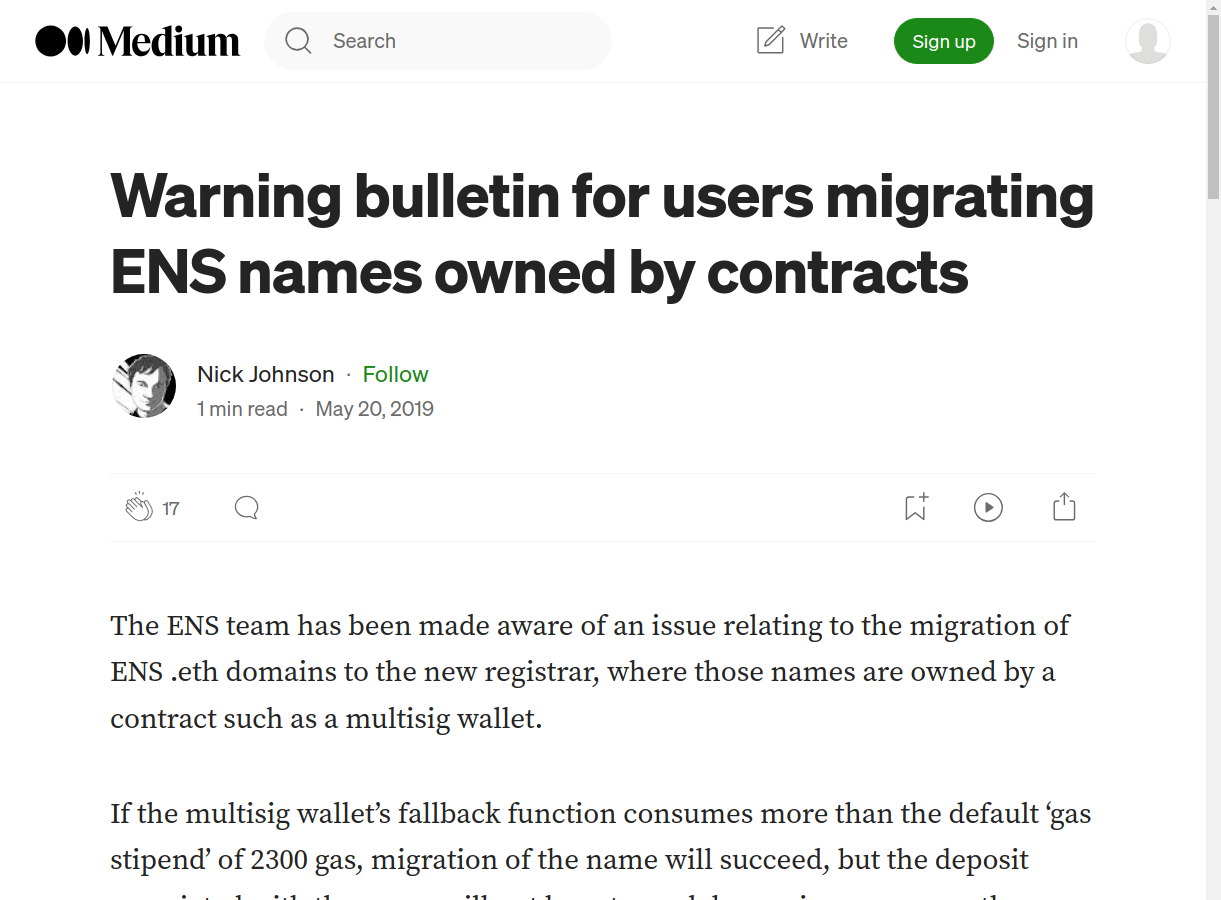 Medium
Search
Write
Sign up
Sign in
Warning bulletin for users migrating
ENS names owned by contracts
Nick Johnson · Follow
1 min read · May 20, 2019
17
The ENS team has been made aware of an issue relating to the migration of
ENS .eth domains to the new registrar, where those names are owned by a
contract such as a multisig wallet.
If the multisig wallet’s fallback function consumes more than the default ‘gas
stipend’ of 2300 gas, migration of the name will succeed, but the deposit